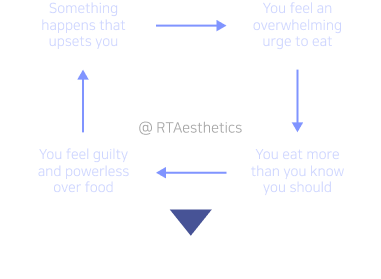 Something
happens that
upsets you
You feel an
overwhelming
urge to eat
@ RTAesthetics
You feel guilty
and powerless
over food
You eat more
than you know
you should